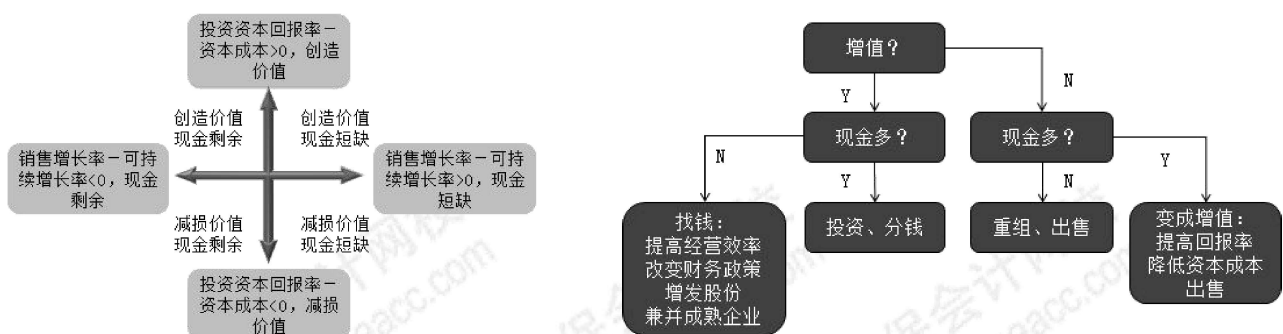 投资资本回报率－
资本成本>0，创造
价值
创造价值
现金剩余
创造价值
现金短缺
销售增长率－可持
续增长率<0，现金
剩余
销售增长率－可持
续增长率>0，现金
短缺
减损价值
现金剩余
减损价值
现金短缺
投资资本回报率－
资本成本<0，减损
价值
增值？
Y
N
现金多？
现金多？
N
Y
N
Y
找钱：
提高经营效率
改变财务政策
增发股份
兼并成熟企业
投资、分钱
重组、出售
变成增值：
提高回报率
降低资本成本
出售